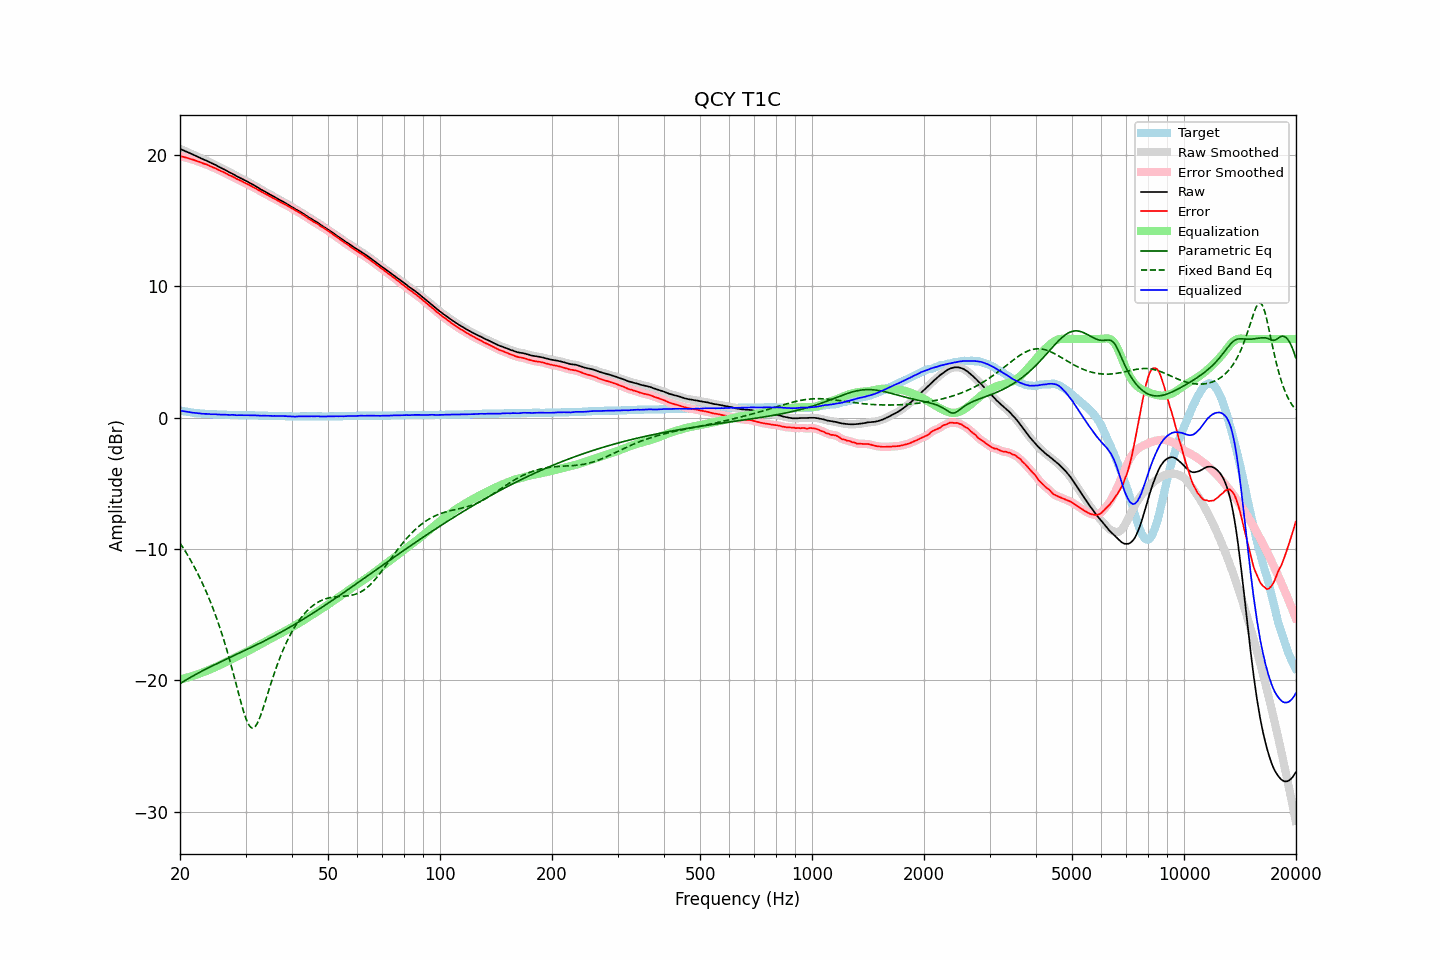 QCY T1C
Target
Raw Smoothed
Error Smoothed
Raw
Error
Equalization
Parametric Eq
Fixed Band Eq
Equalized
Amplitude (dBr)
20
10
0
−10
−20
−30
20 50 100 200 500 1000 2000 5000 10000 20000
Frequency (Hz)